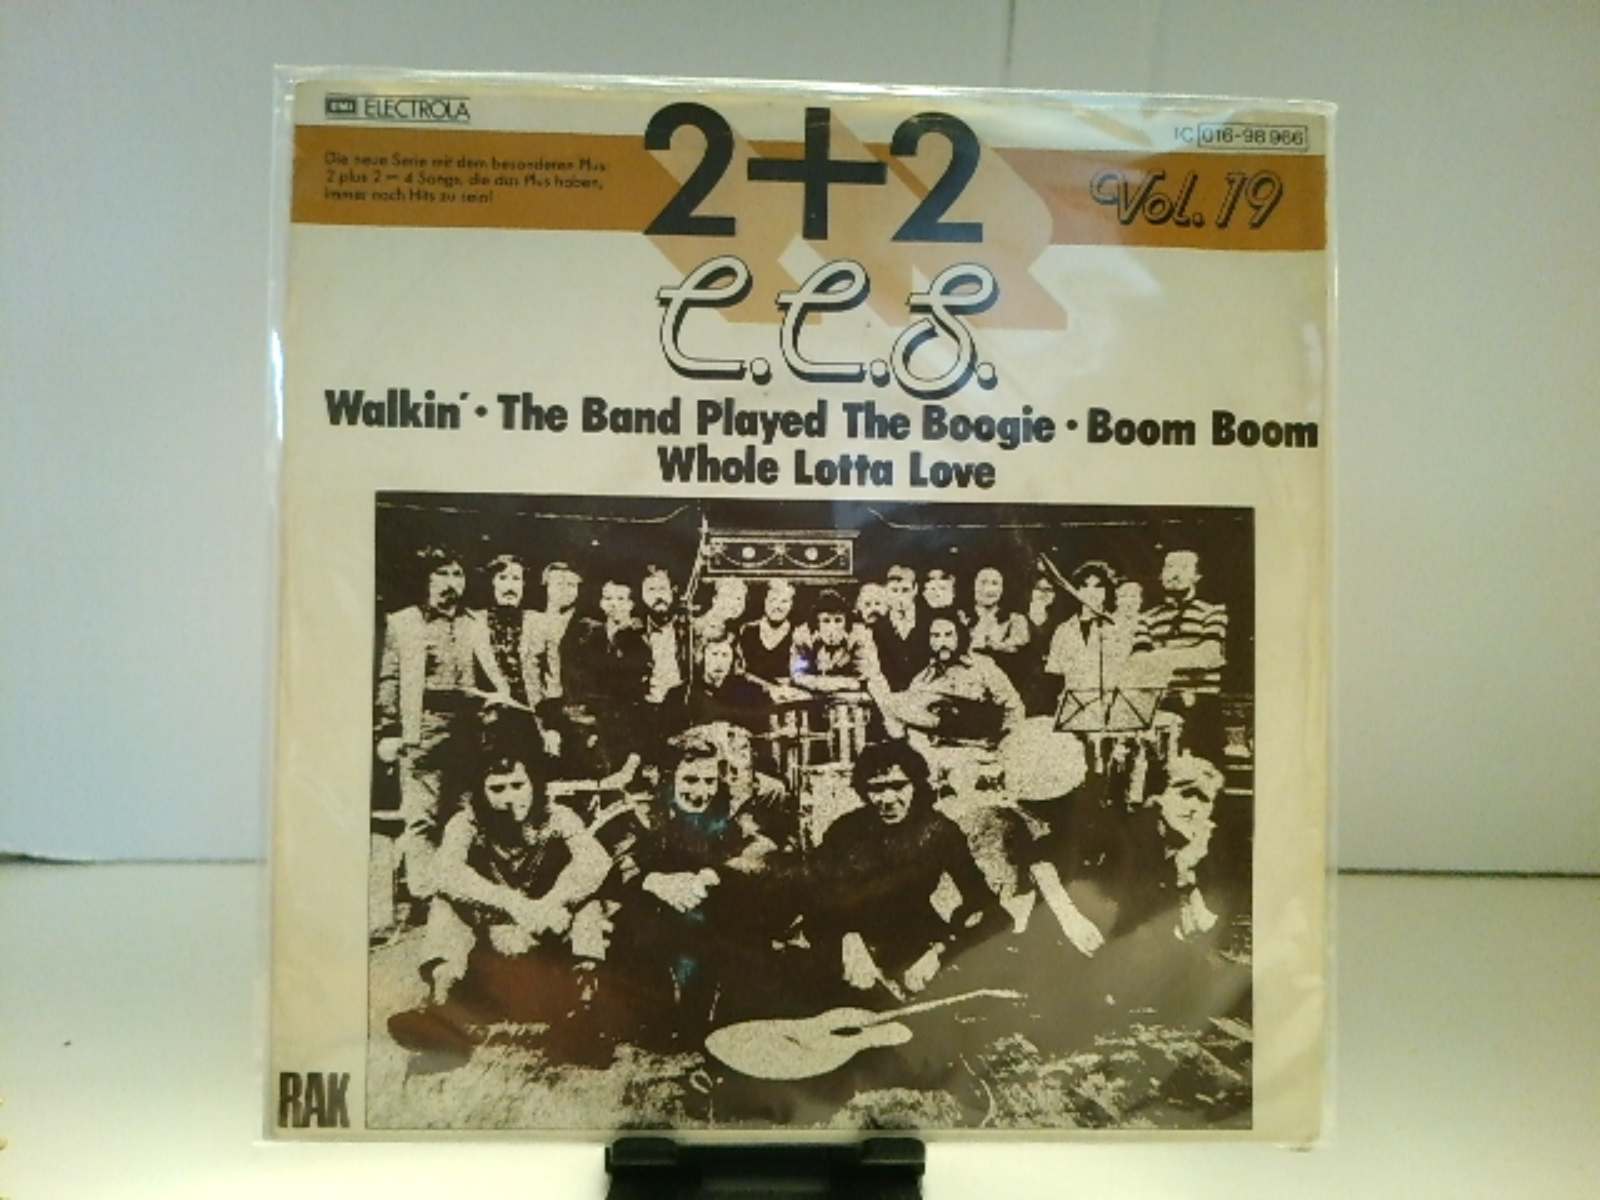 EMI ELECTROLA
1C 016-98 966
Die neue Serie mit dem besonderen Plus:
2 plus 2 = 4 Songs, die das Plus haben,
immer noch Hits zu sein!
2+2
Vol. 19
C.C.S.
Walkin´ · The Band Played The Boogie · Boom Boom
Whole Lotta Love
RAK